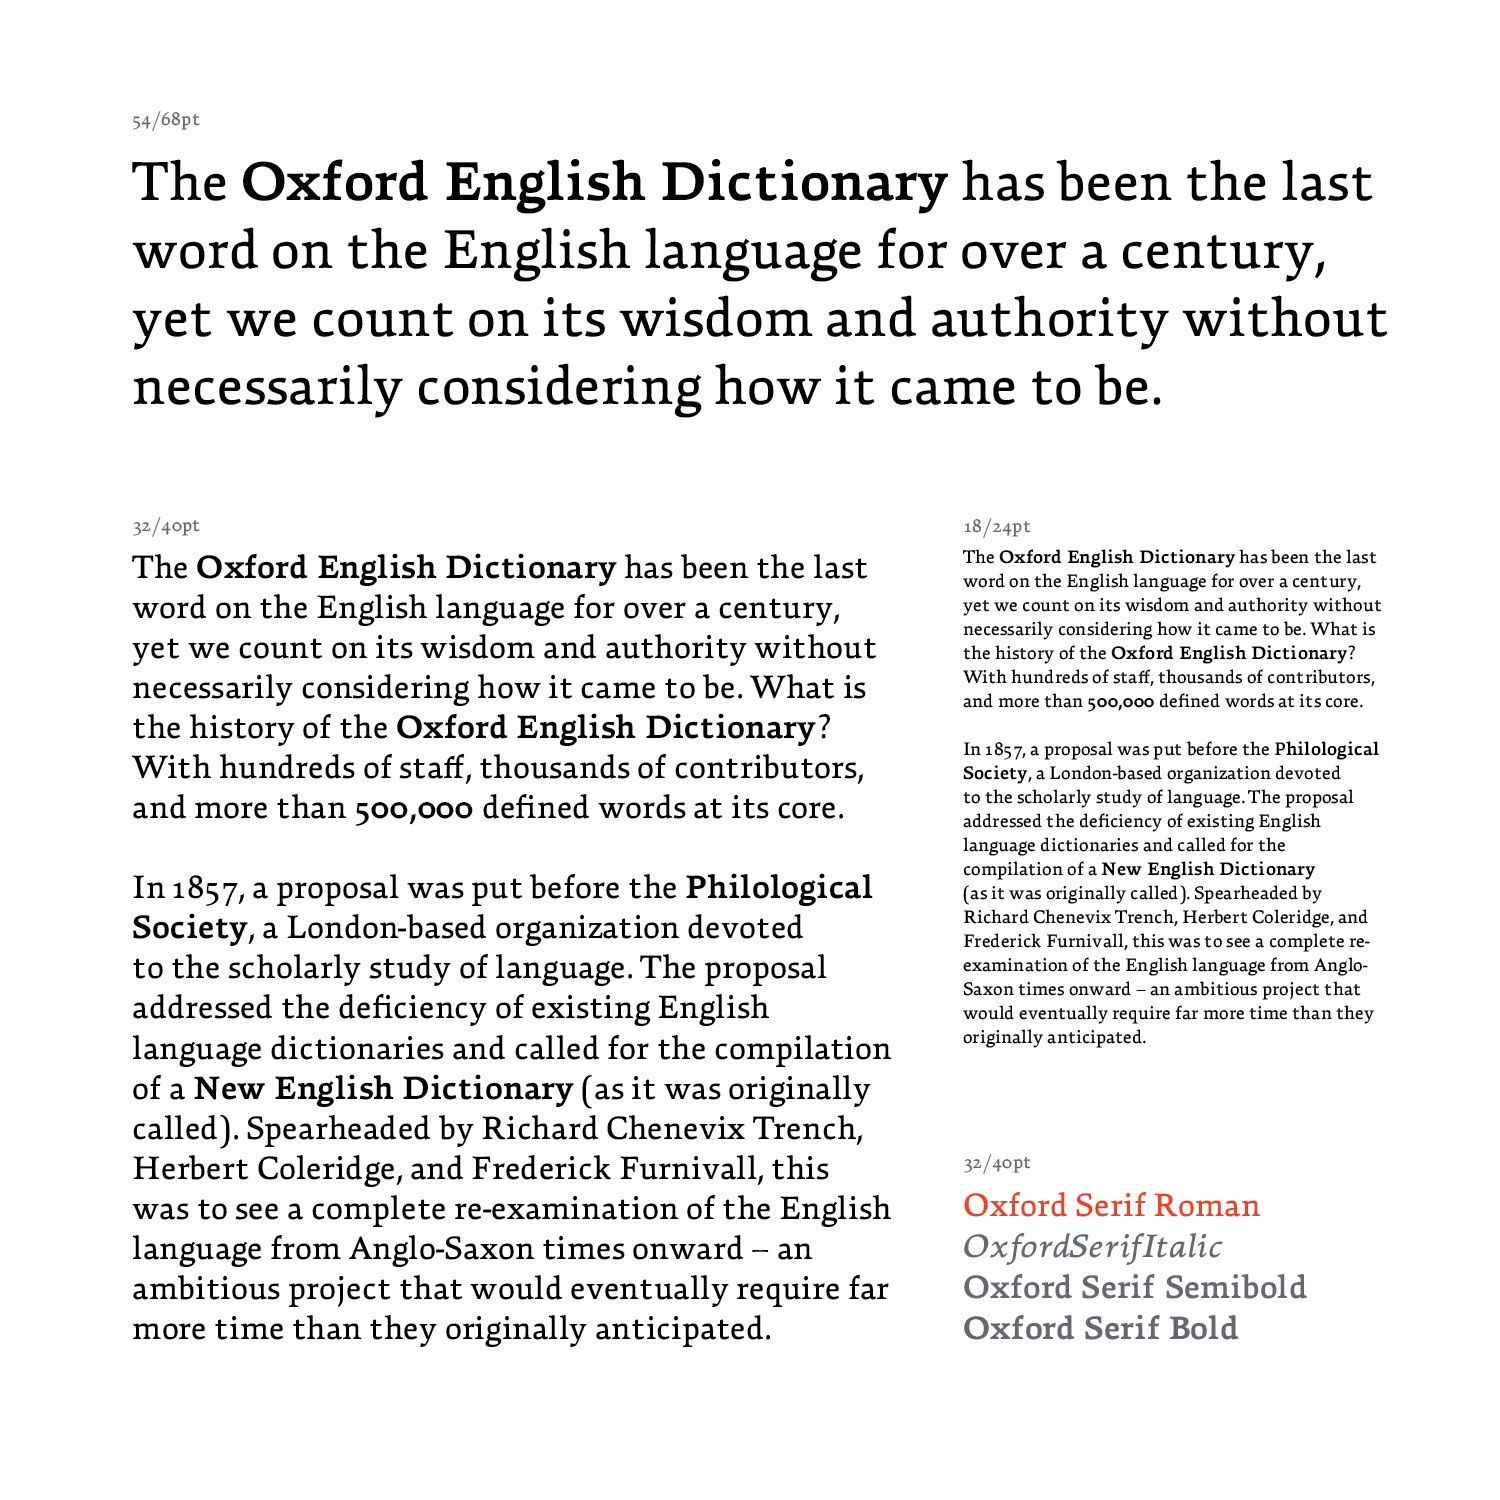 54/68pt
The Oxford English Dictionary has been the last
word on the English language for over a century,
yet we count on its wisdom and authority without
necessarily considering how it came to be.
32/40pt
The Oxford English Dictionary has been the last
word on the English language for over a century,
yet we count on its wisdom and authority without
necessarily considering how it came to be. What is
the history of the Oxford English Dictionary?
With hundreds of staff, thousands of contributors,
and more than 500,000 defined words at its core.
In 1857, a proposal was put before the Philological
Society, a London-based organization devoted
to the scholarly study of language. The proposal
addressed the deficiency of existing English
language dictionaries and called for the compilation
of a New English Dictionary (as it was originally
called). Spearheaded by Richard Chenevix Trench,
Herbert Coleridge, and Frederick Furnivall, this
was to see a complete re-examination of the English
language from Anglo-Saxon times onward – an
ambitious project that would eventually require far
more time than they originally anticipated.
18/24pt
The Oxford English Dictionary has been the last
word on the English language for over a century,
yet we count on its wisdom and authority without
necessarily considering how it came to be. What is
the history of the Oxford English Dictionary?
With hundreds of staff, thousands of contributors,
and more than 500,000 defined words at its core.
In 1857, a proposal was put before the Philological
Society, a London-based organization devoted
to the scholarly study of language. The proposal
addressed the deficiency of existing English
language dictionaries and called for the
compilation of a New English Dictionary
(as it was originally called). Spearheaded by
Richard Chenevix Trench, Herbert Coleridge, and
Frederick Furnivall, this was to see a complete re-
examination of the English language from Anglo-
Saxon times onward – an ambitious project that
would eventually require far more time than they
originally anticipated.
32/40pt
Oxford Serif Roman
OxfordSerifItalic
Oxford Serif Semibold
Oxford Serif Bold